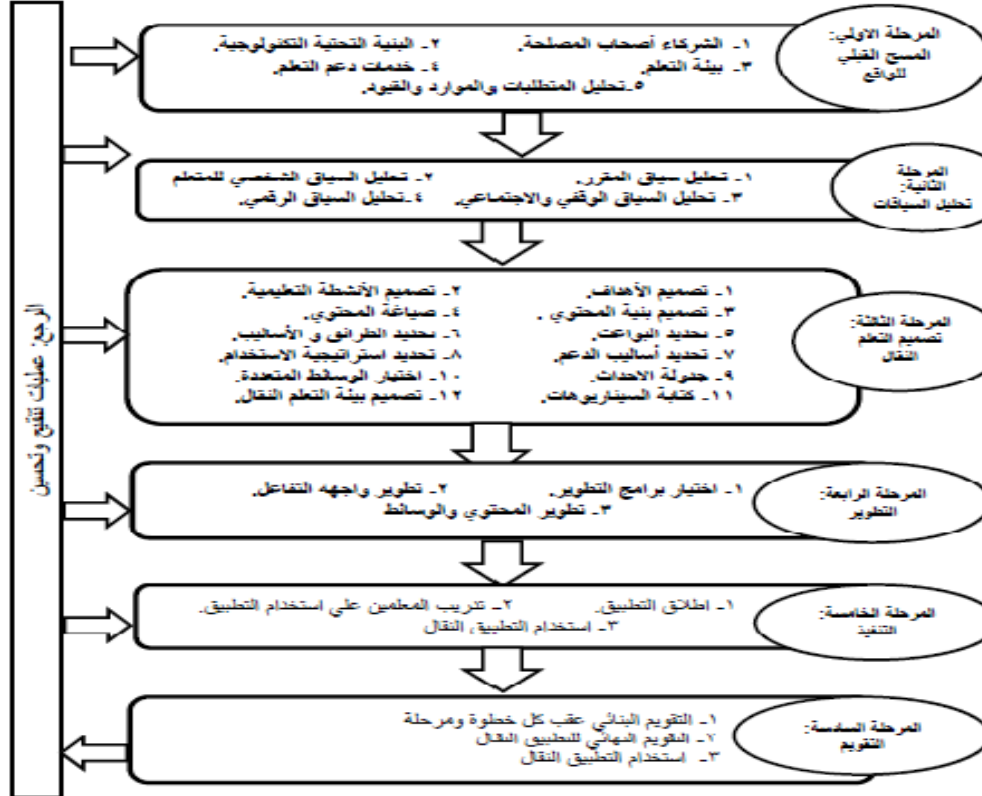 المرحلة الاولي:
المسح القبلي
للواقع
١- الشركاء أصحاب المصلحة. ٢- البنية التحتية التكنولوجية.
٣- بيئة التعلم. ٤- خدمات دعم التعلم.
٥-تحليل المتطلبات والموارد والقيود.
المرحلة
الثانية:
تحليل السياقات
١- تحليل سياق المقرر. ٢- تحليل السياق الشخصي للمتعلم
٣- تحليل السياق الوقفي والاجتماعي. ٤-تحليل السياق الرقمي.
المرحلة الثالثة:
تصميم التعلم
النقال
١- تصميم الأهداف. ٢- تصميم الأنشطة التعليمية.
٣- تصميم بنية المحتوي . ٤- صياغة المحتوي.
٥- تحديد البواعث. ٦- تحديد الطرائق و الأساليب.
٧- تحديد أساليب الدعم. ٨- تحديد استراتيجية الاستخدام.
٩- جدولة الاحداث. ١٠- اختيار الوسائط المتعددة.
١١- كتابة السيناريوهات. ١٢- تصميم بيئة التعلم النقال.
المرحلة الرابعة:
التطوير
١- اختيار برامج التطوير. ٢- تطوير واجهه التفاعل.
٣- تطوير المحتوي والوسائط
المرحلة الخامسة:
التنفيذ
١- اطلاق التطبيق. ٢- تدريب المعلمين علي استخدام التطبيق.
٣- استخدام التطبيق النقال
المرحلة السادسة:
التقويم
١- التقويم البنائي عقب كل خطوة ومرحلة
٢- التقويم النهائي للتطبيق النقال
٣- استخدام التطبيق النقال
الرجع: عمليات تنقيح وتحسين